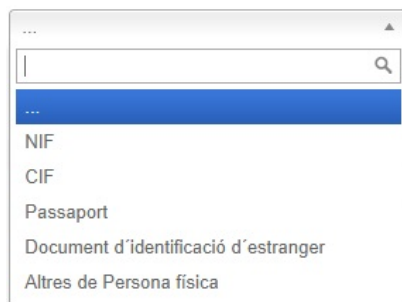 ...
...
NIF
CIF
Passaport
Document d´identificació d´estranger
Altres de Persona física